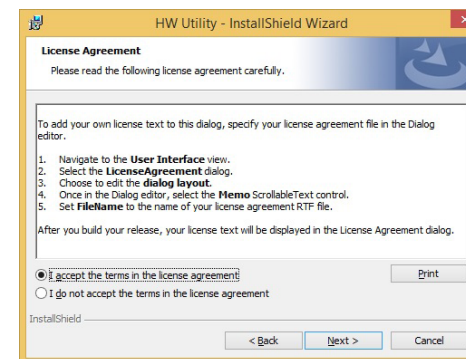 HW Utility - InstallShield Wizard
License Agreement
Please read the following license agreement carefully.
To add your own license text to this dialog, specify your license agreement file in the Dialog
editor.
1. Navigate to the User Interface view.
2. Select the LicenseAgreement dialog.
3. Choose to edit the dialog layout.
4. Once in the Dialog editor, select the Memo ScrollableText control.
5. Set FileName to the name of your license agreement RTF file.
After you build your release, your license text will be displayed in the License Agreement dialog.
I accept the terms in the license agreement
Print
I do not accept the terms in the license agreement
InstallShield
< Back
Next >
Cancel